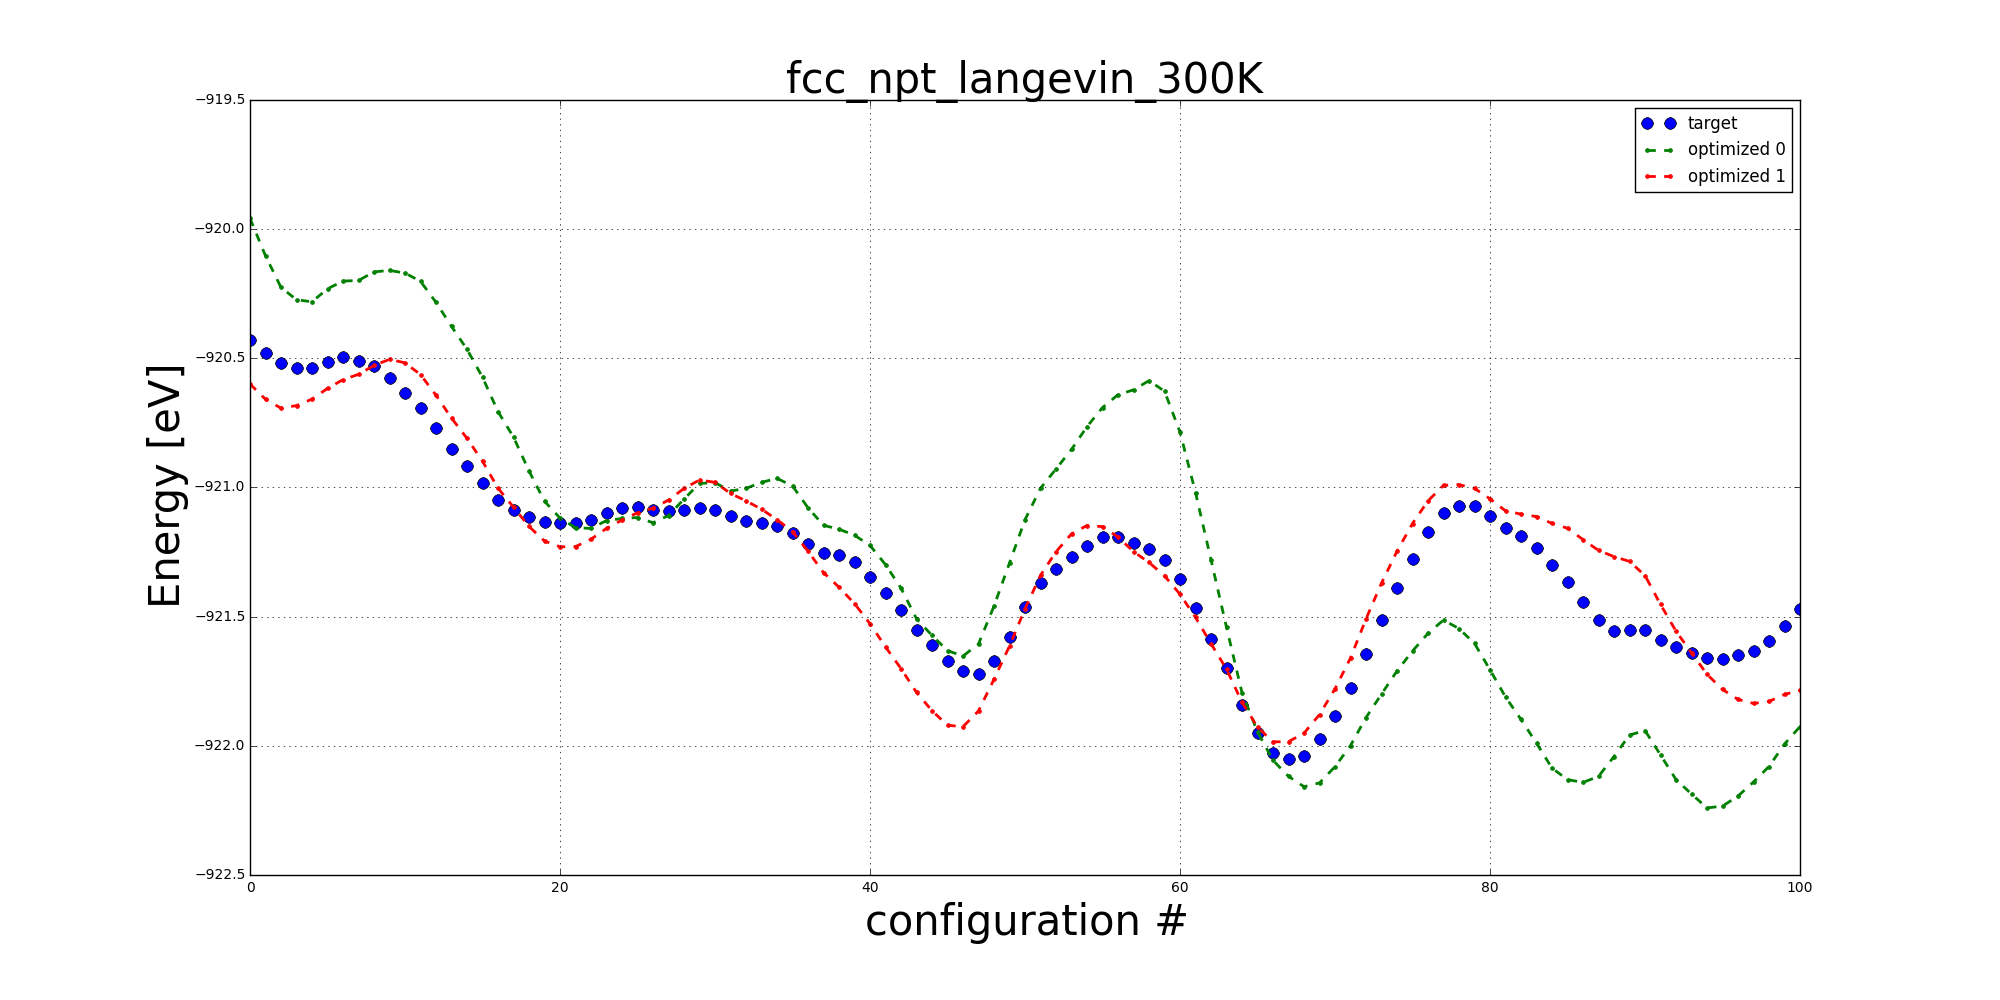 fcc_npt_langevin_300K
target
optimized 0
optimized 1
Energy [eV]
−919.5
−920.0
−920.5
−921.0
−921.5
−922.0
−922.5
0 20 40 60 80 100
configuration #